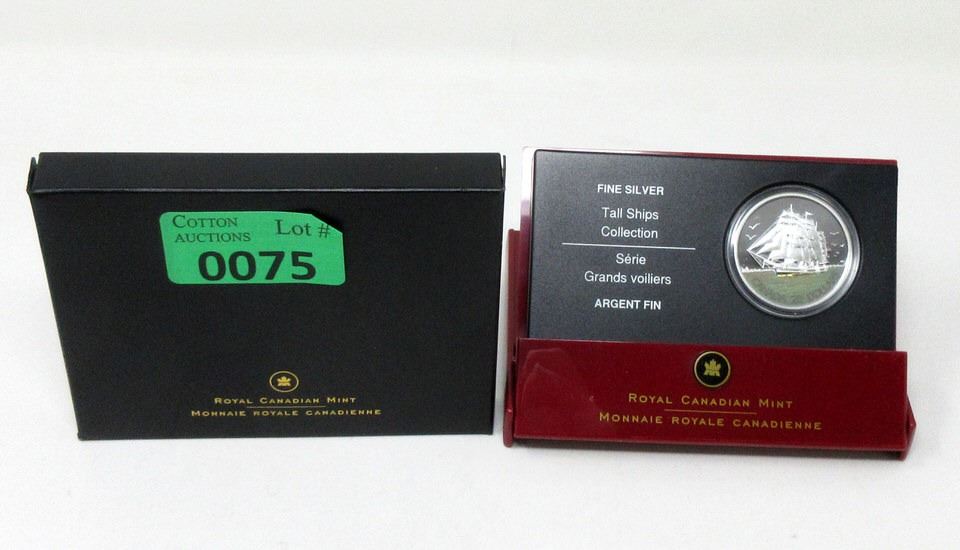 COTTON
AUCTIONS
Lot #
0075
ROYAL CANADIAN MINT
MONNAIE ROYALE CANADIENNE
FINE SILVER
Tall Ships
Collection
Série
Grands voiliers
ARGENT FIN
ROYAL CANADIAN MINT
MONNAIE ROYALE CANADIENNE